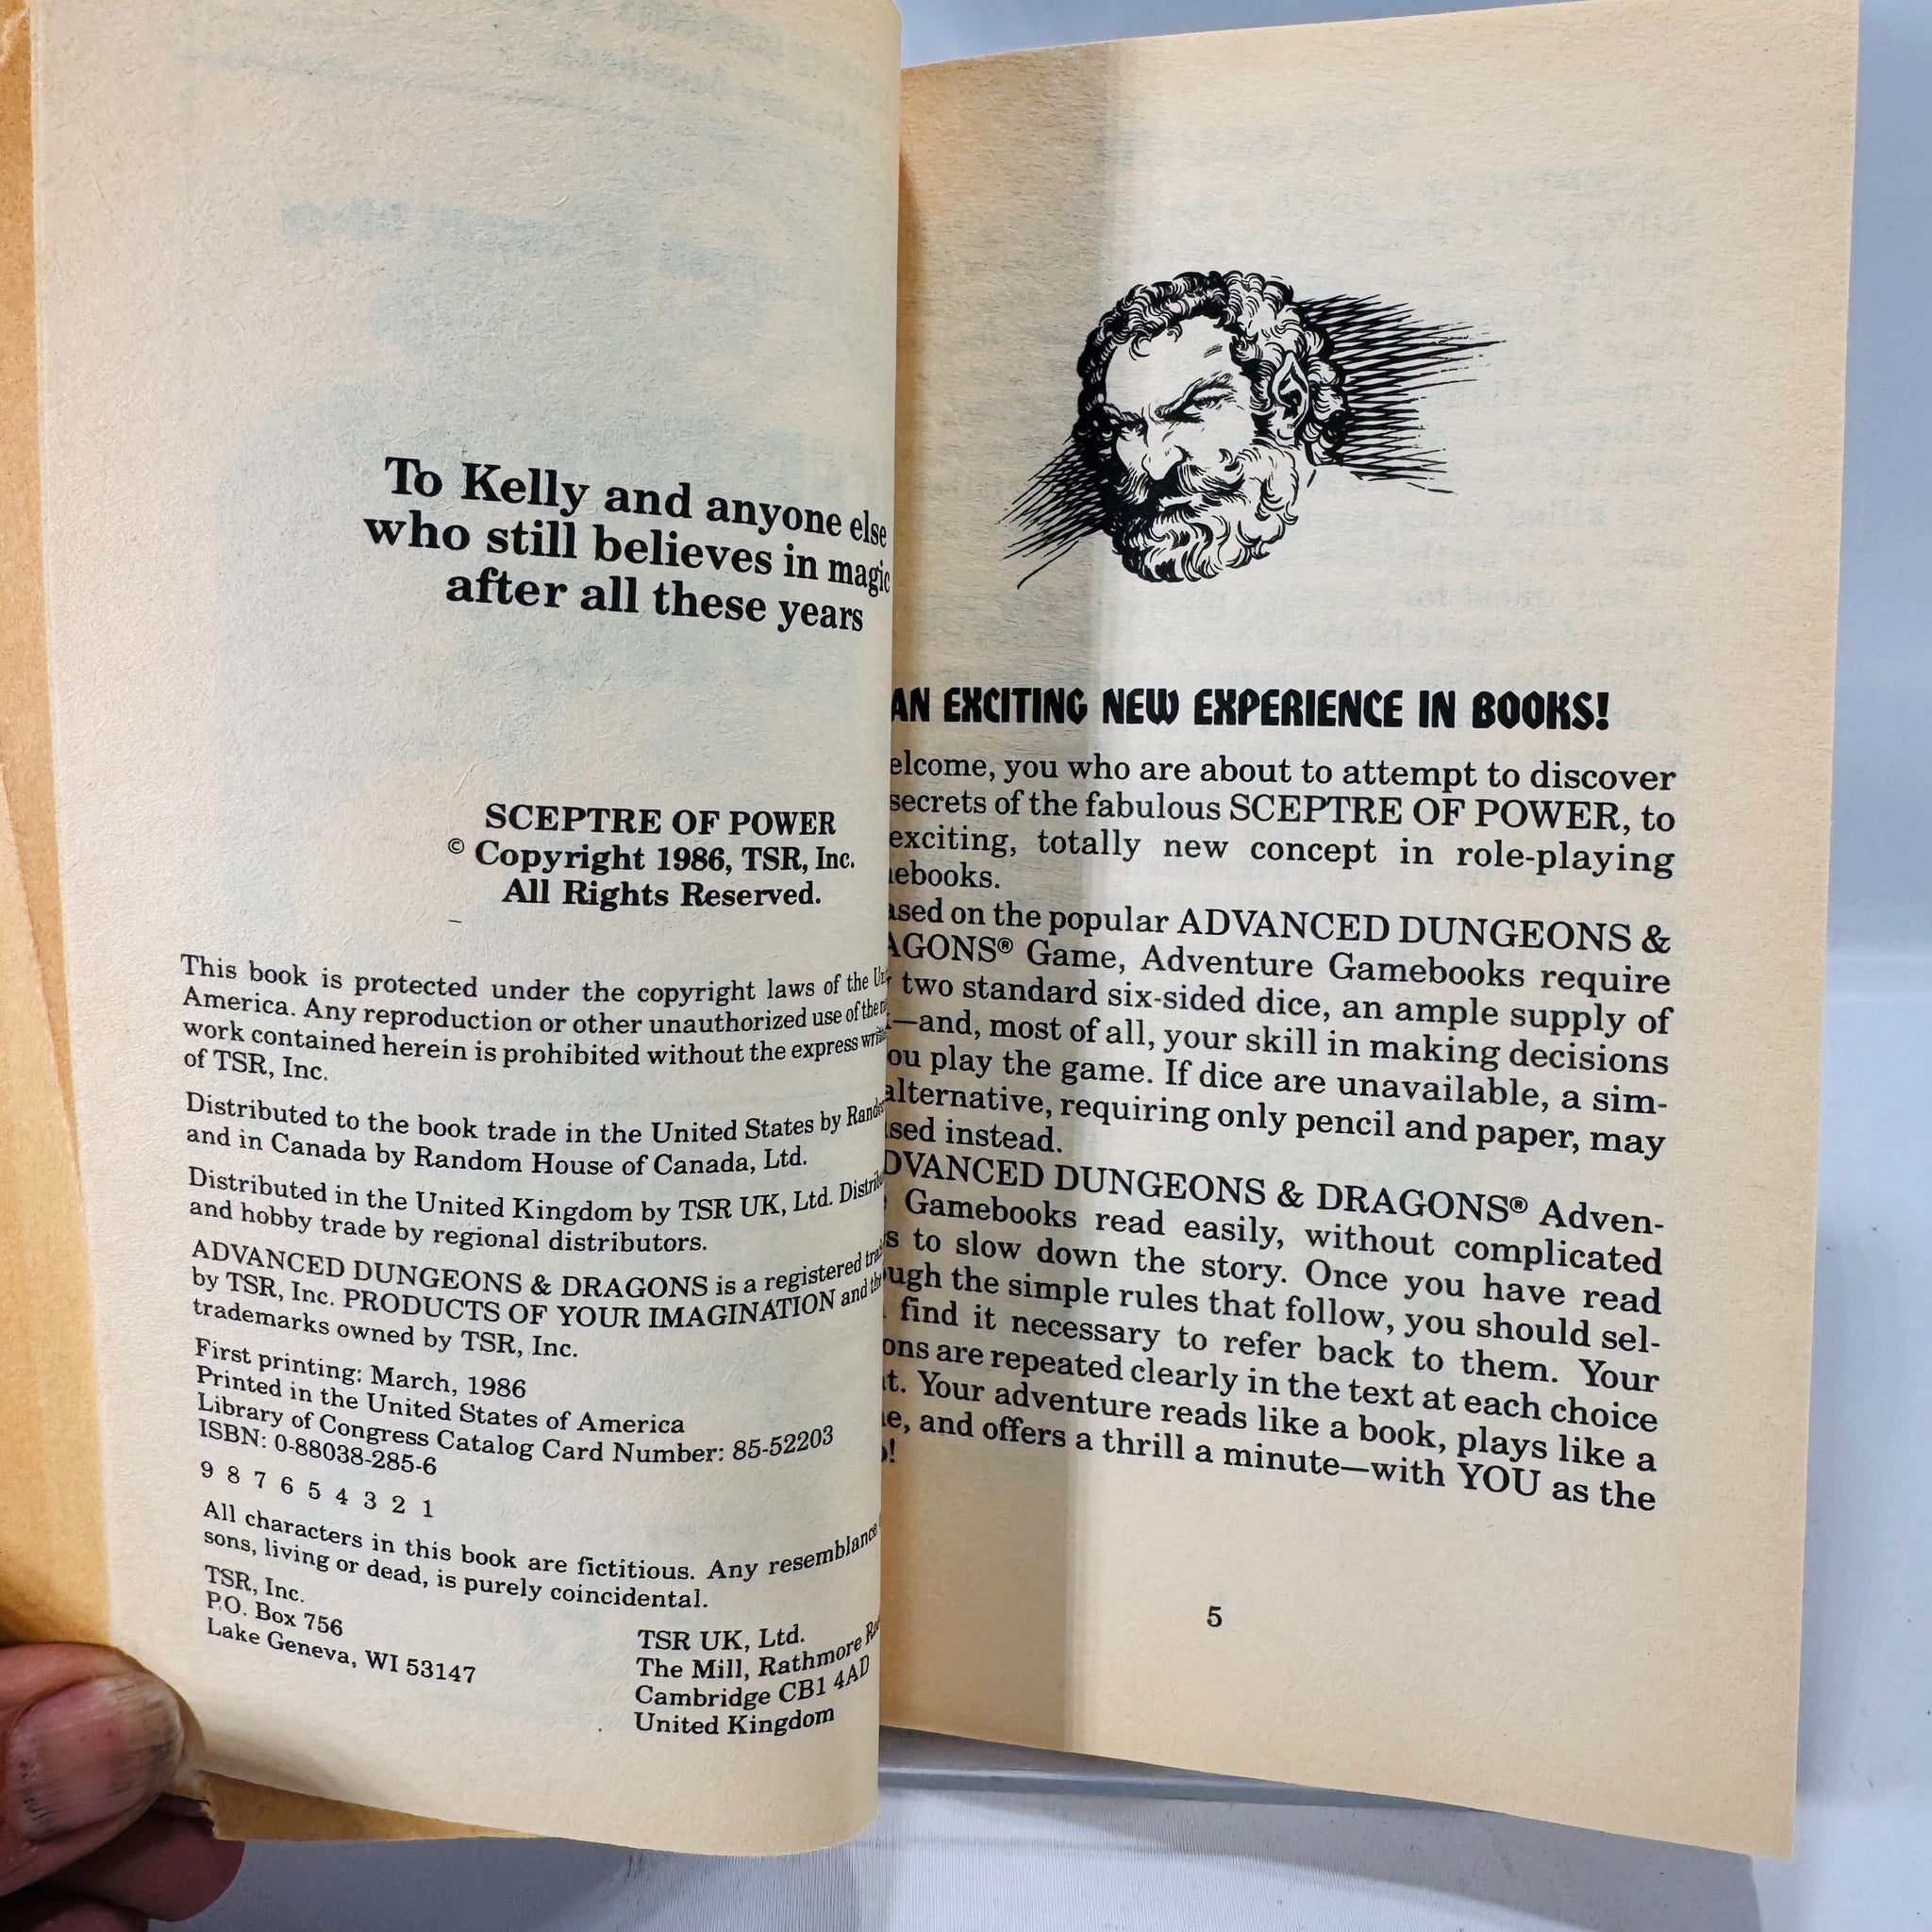 To Kelly and anyone else
who still believes in magic
after all these years
SCEPTRE OF POWER
© Copyright 1986, TSR, Inc.
All Rights Reserved.
This book is protected under the copyright laws of the
America. Any reproduction or other unauthorized use of the
work contained herein is prohibited without the express
of TSR, Inc.
Distributed to the book trade in the United States by
and in Canada by Random House of Canada, Ltd.
Distributed in the United Kingdom by TSR UK, Ltd.
and hobby trade by regional distributors.
ADVANCED DUNGEONS & DRAGONS is a registered
by TSR, Inc. PRODUCTS OF YOUR IMAGINATION and
trademarks owned by TSR, Inc.
First printing: March, 1986
Printed in the United States of America
Library of Congress Catalog Card Number: 85-52203
ISBN: 0-88038-285-6
9 8 7 6 5 4 3 2 1
All characters in this book are fictitious. Any resemblance
sons, living or dead, is purely coincidental.
TSR, Inc.
P.O. Box 756
Lake Geneva, WI 53147
TSR UK, Ltd.
The Mill, Rathmore
Cambridge CB1 4AD
United Kingdom
AN EXCITING NEW EXPERIENCE IN BOOKS!
elcome, you who are about to attempt to discover
secrets of the fabulous SCEPTRE OF POWER, to
exciting, totally new concept in role-playing
ebooks.
ased on the popular ADVANCED DUNGEONS &
AGONS® Game, Adventure Gamebooks require
two standard six-sided dice, an ample supply of
—and, most of all, your skill in making decisions
ou play the game. If dice are unavailable, a sim-
alternative, requiring only pencil and paper, may
sed instead.
DVANCED DUNGEONS & DRAGONS® Adven-
Gamebooks read easily, without complicated
s to slow down the story. Once you have read
ugh the simple rules that follow, you should sel-
find it necessary to refer back to them. Your
ons are repeated clearly in the text at each choice
t. Your adventure reads like a book, plays like a
e, and offers a thrill a minute—with YOU as the
o!
5